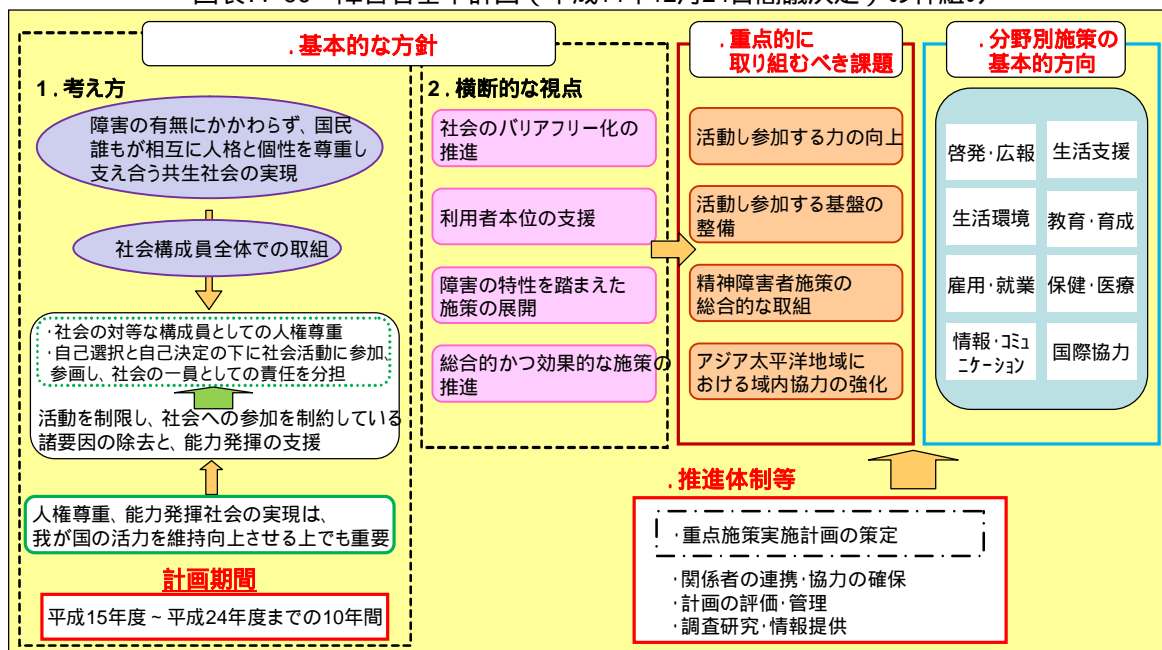 .基本的な方針
1.考え方
障害の有無にかかわらず、国民
誰もが相互に人格と個性を尊重し
支え合う共生社会の実現
社会構成員全体での取組
·社会の対等な構成員としての人権尊重
·自己選択と自己決定の下に社会活動に参加、
参画し、社会の一員としての責任を分担
活動を制限し、社会への参加を制約している
諸要因の除去と、能力発揮の支援
人権尊重、能力発揮社会の実現は、
我が国の活力を維持向上させる上でも重要
計画期間
平成15年度~平成24年度までの10年間
2.横断的な視点
社会のバリアフリー化の
推進
利用者本位の支援
障害の特性を踏まえた
施策の展開
総合的かつ効果的な施策の
推進
.重点的に
取り組むべき課題
活動し参加する力の向上
活動し参加する基盤の
整備
精神障害者施策の
総合的な取組
アジア太平洋地域に
おける域内協力の強化
.分野別施策の
基本的方向
啓発·広報
生活支援
生活環境
教育·育成
雇用·就業
保健·医療
情報·コミュ
ニケーション
国際協力
.推進体制等
·重点施策実施計画の策定
·関係者の連携·協力の確保
·計画の評価·管理
·調査研究·情報提供